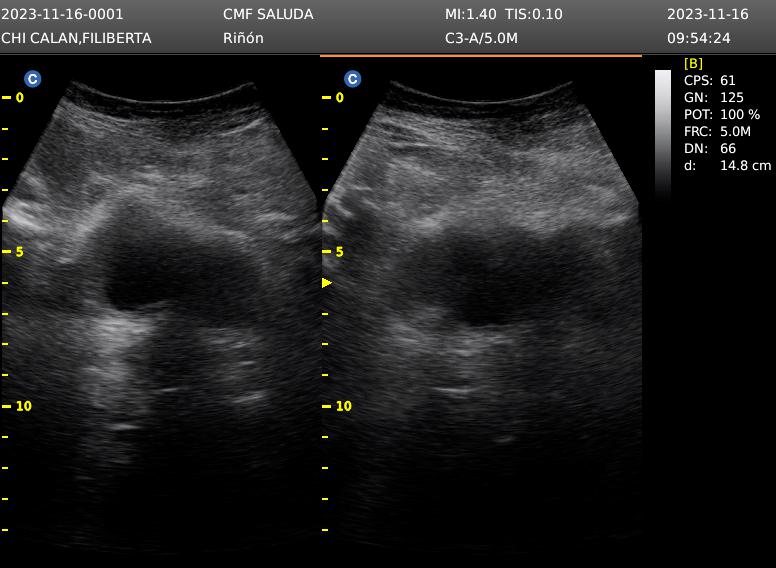 2023-11-16-0001 CMF SALUDA MI:1.40 TIS:0.10 2023-11-16
CHI CALAN,FILIBERTA Riñón C3-A/5.0M 09:54:24
C C [B]
0 0
CPS: 61
GN: 125
POT: 100 %
FRC: 5.0M
DN: 66
d: 14.8 cm
5 5
10 10